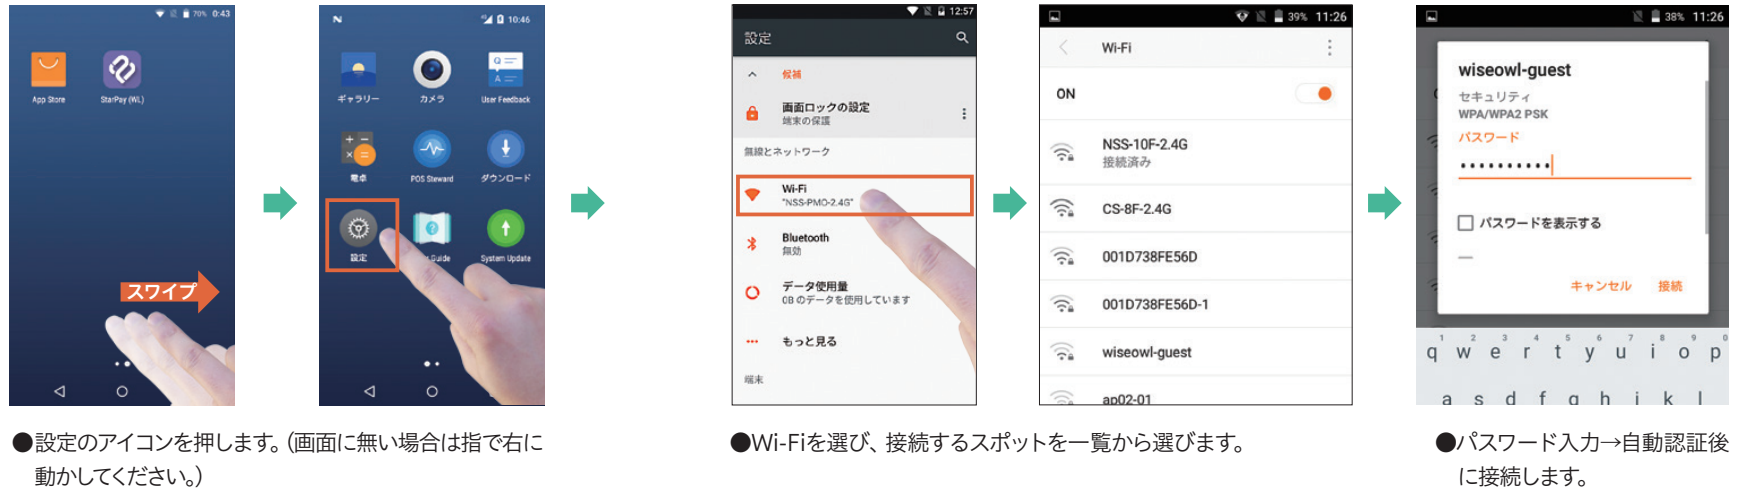 70% 0:43
App Store
StarPay (WL)
スワイプ
N
10:46
ギャラリー
カメラ
Q
A
User Feedback
電卓
POS Steward
ダウンロード
設定
Guide
System Update
12:57
設定
候補
画面ロックの設定
端末の保護
無線とネットワーク
Wi-Fi
"NSS-PMO-2.4G"
Bluetooth
無効
データ使用量
0B のデータを使用しています
もっと見る
端末
39% 11:26
Wi-Fi
ON
NSS-10F-2.4G
接続済み
CS-8F-2.4G
001D738FE56D
001D738FE56D-1
wiseowl-guest
ap02-01
38% 11:26
wiseowl-guest
セキュリティ
WPA/WPA2 PSK
パスワード
••••••••••
パスワードを表示する
キャンセル 接続
1 2 3 4 5 6 7 8 9 0
q w e r t y u i o p
a s d f g h j k l
●設定のアイコンを押します。(画面に無い場合は指で右に
動かしてください。)
●Wi-Fiを選び、接続するスポットを一覧から選びます。
●パスワード入力→自動認証後
に接続します。